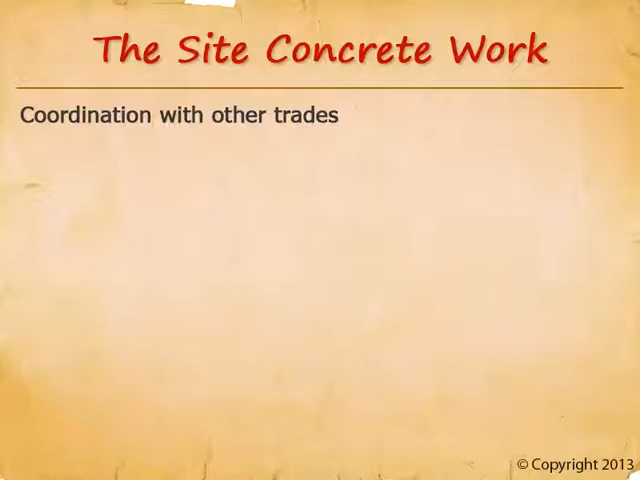 The Site Concrete Work
Coordination with other trades
© Copyright 2013